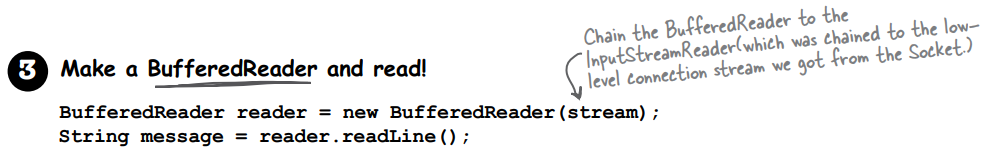 Chain the BufferedReader to the
InputStreamReader(which was chained to the low-
level connection stream we got from the Socket.)
3 Make a BufferedReader and read!
BufferedReader reader = new BufferedReader(stream);
String message = reader.readLine();